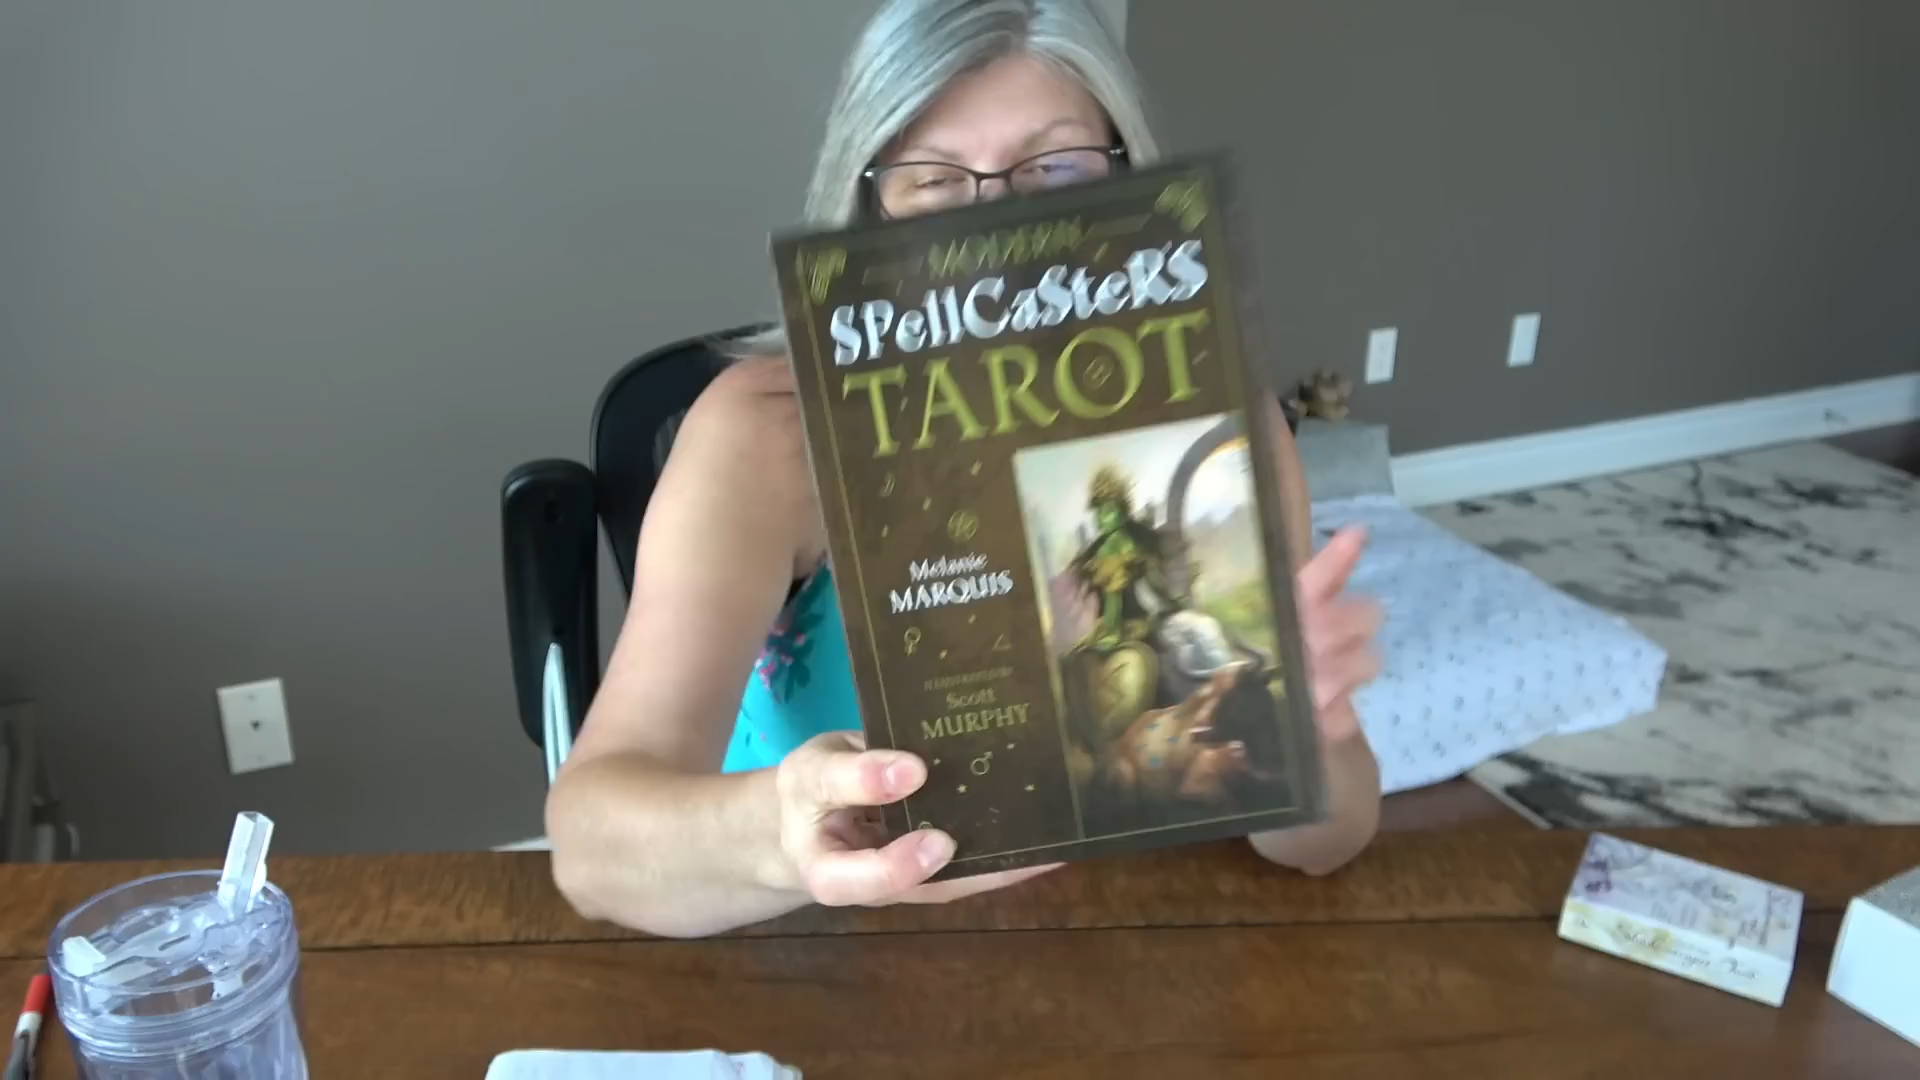 MODERN
SPellCaSteRS
TAROT
Melanie
MARQUIS
ILLUSTRATED BY
Scott
MURPHY